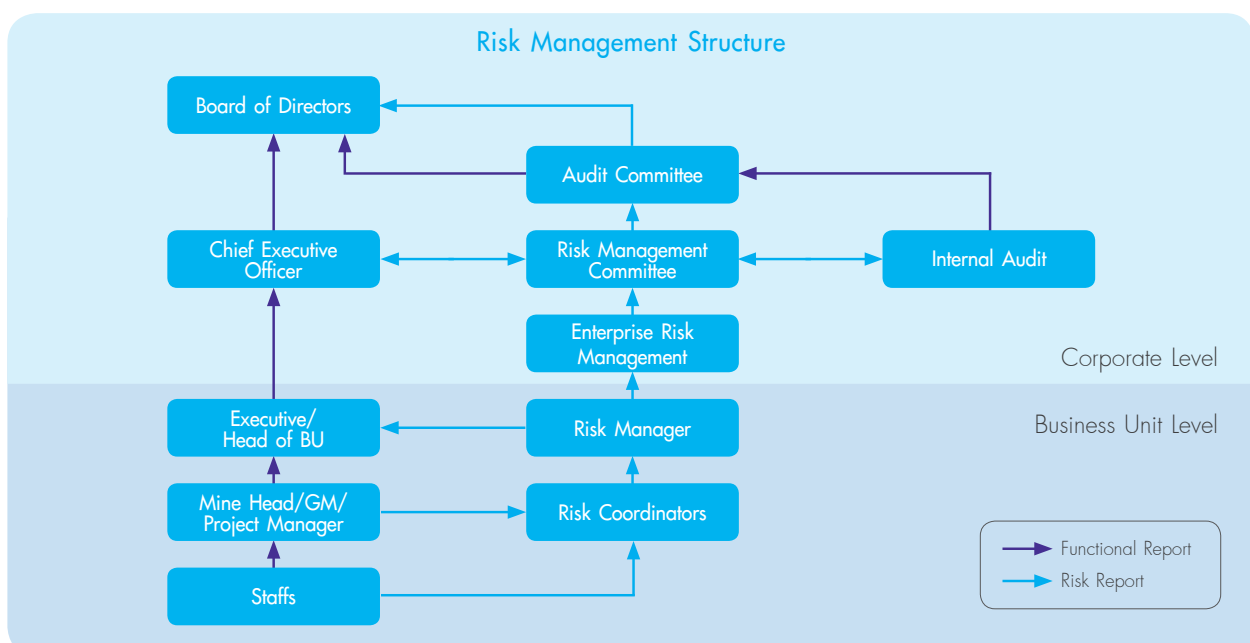 Risk Management Structure
Board of Directors
Audit Committee
Chief Executive
Officer
Risk Management
Committee
Internal Audit
Enterprise Risk
Management
Corporate Level
Executive/
Head of BU
Risk Manager
Business Unit Level
Mine Head/GM/
Project Manager
Risk Coordinators
Functional Report
Risk Report
Staffs